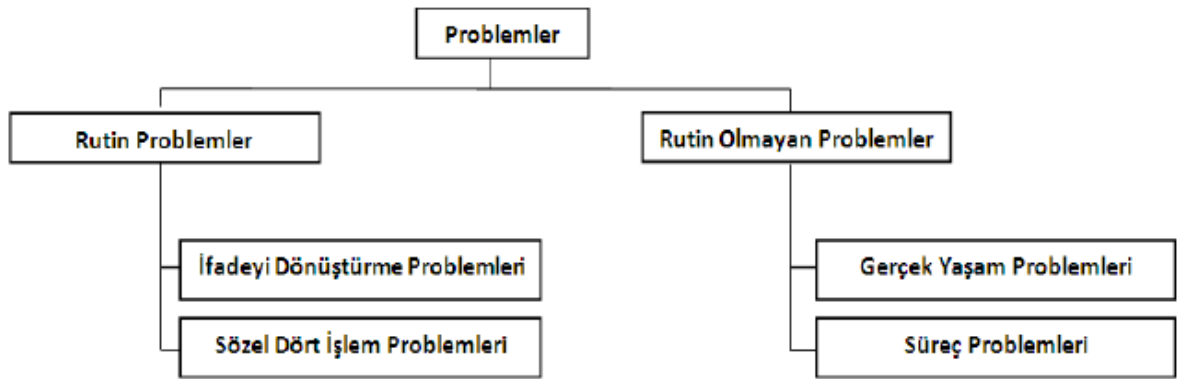 Problemler
Rutin Problemler
Rutin Olmayan Problemler
İfadeyi Dönüştürme Problemleri
Gerçek Yaşam Problemleri
Sözel Dört İşlem Problemleri
Süreç Problemleri